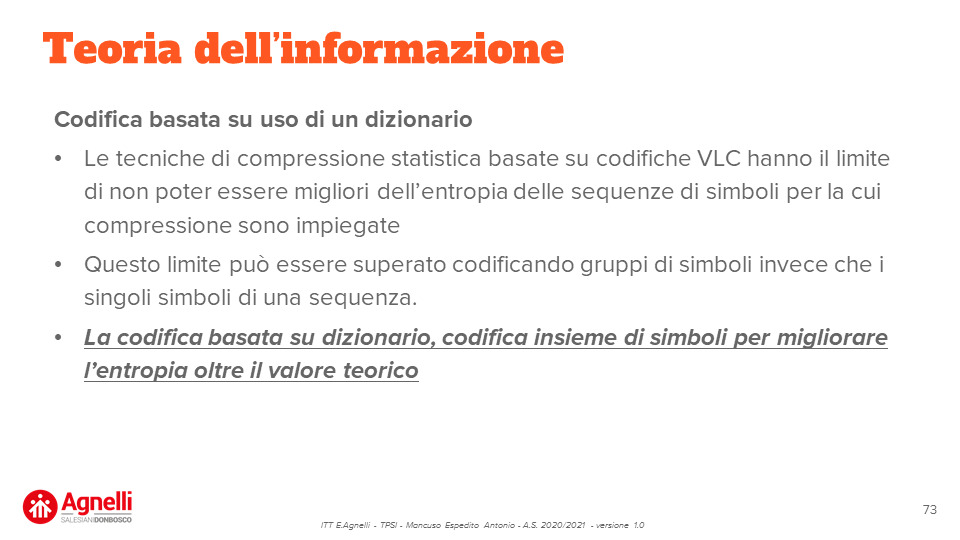 Teoria dell'informazione
Codifica basata su uso di un dizionario
• Le tecniche di compressione statistica basate su codifiche VLC hanno il limite
di non poter essere migliori dell'entropia delle sequenze di simboli per la cui
compressione sono impiegate
• Questo limite può essere superato codificando gruppi di simboli invece che i
singoli simboli di una sequenza.
• La codifica basata su dizionario, codifica insieme di simboli per migliorare
l'entropia oltre il valore teorico
Agnelli
SALESIANI DONBOSCO
ITT E.Agnelli - TPSI - Mancuso Espedito Antonio - A.S. 2020/2021 - versione 1.0
73